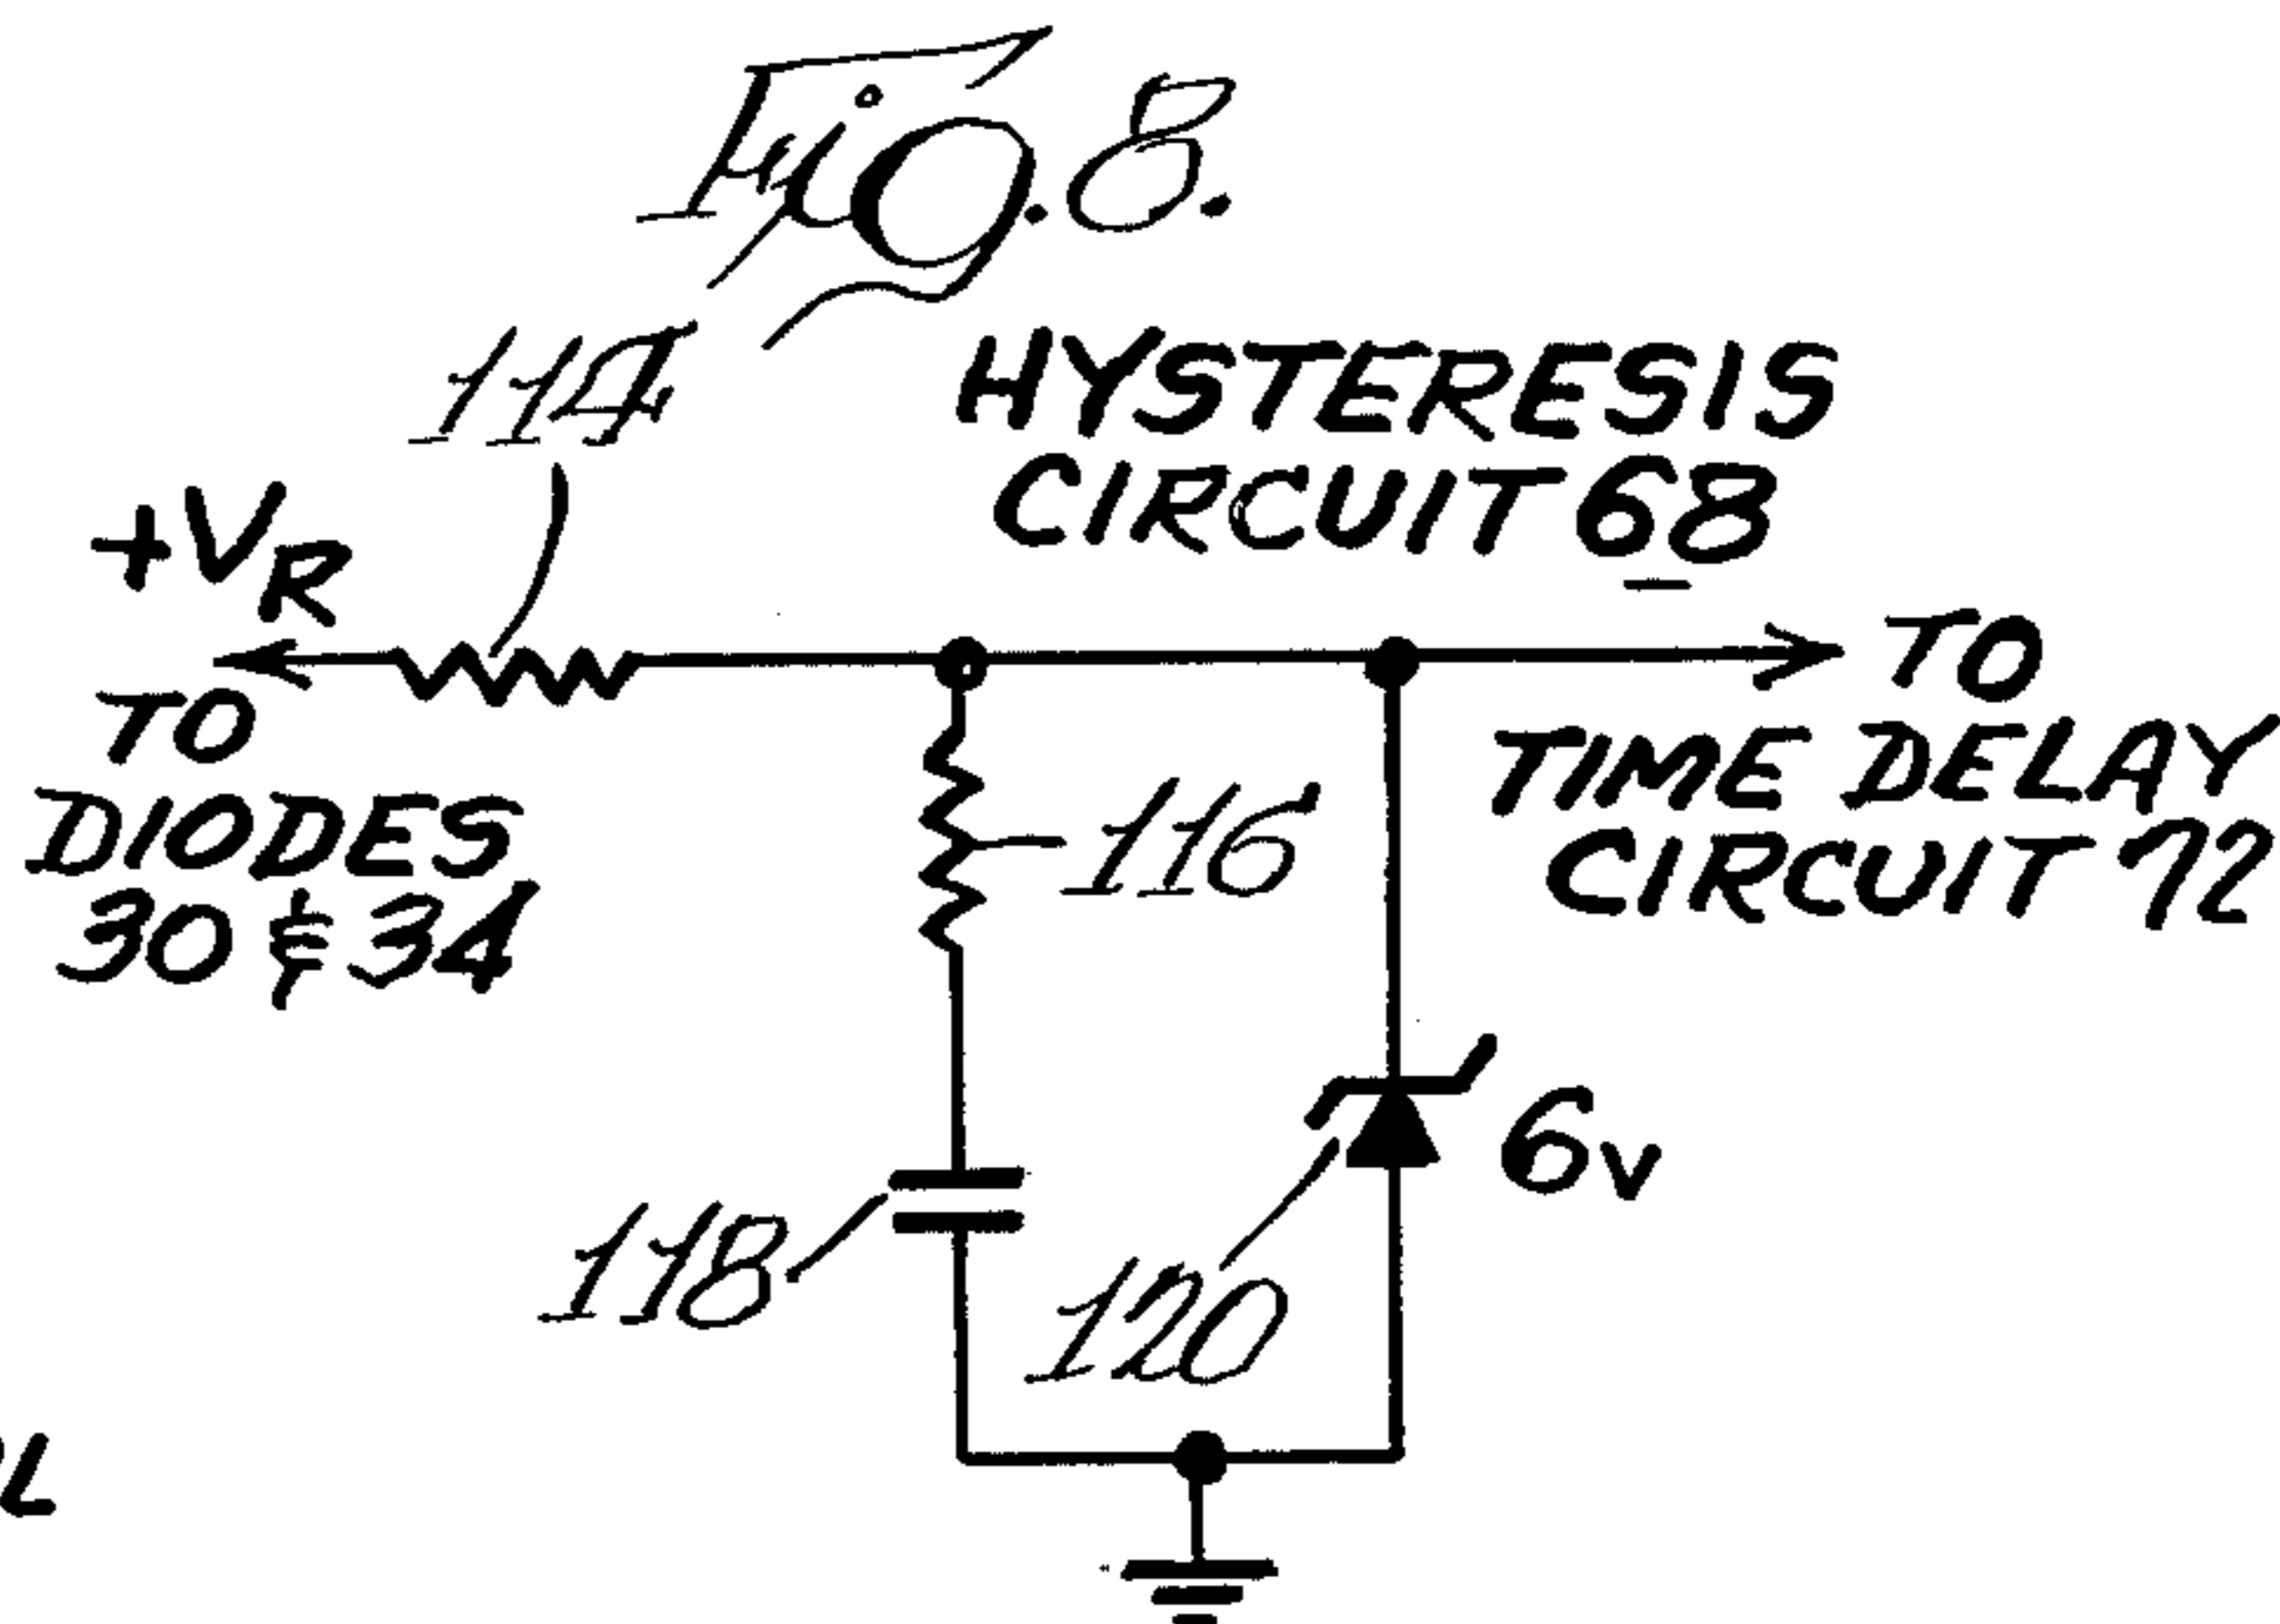 Fig. 8.
114
HYSTERESIS
CIRCUIT 68
+VR
TO
DIODES
30 & 34
TO
TIME DELAY
CIRCUIT 72
116
6v
118
120